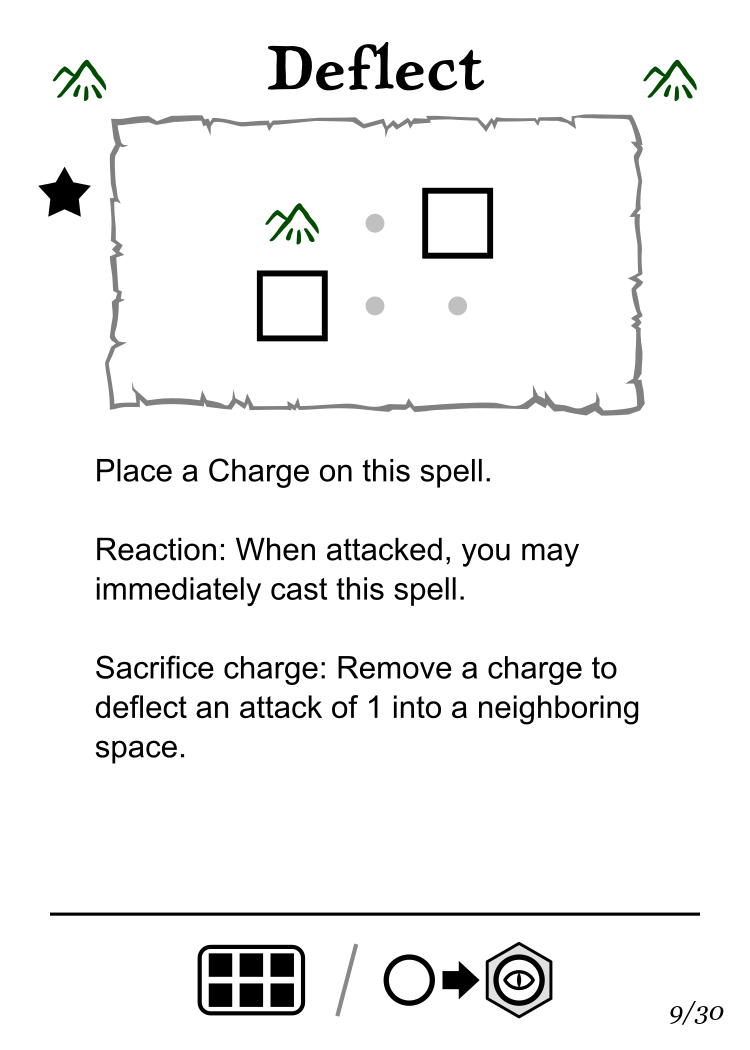 Deflect
Place a Charge on this spell.
Reaction: When attacked, you may
immediately cast this spell.
Sacrifice charge: Remove a charge to
deflect an attack of 1 into a neighboring
space.
9/30